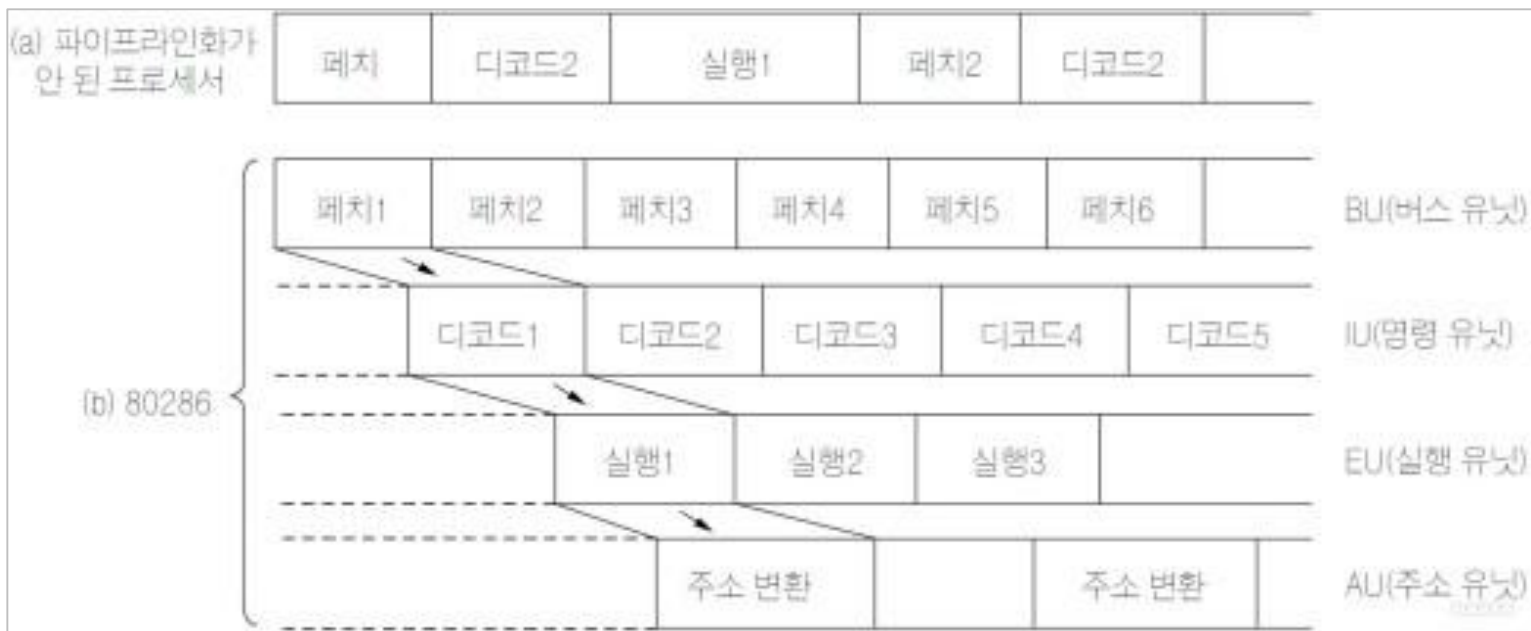 (a) 파이프라인화가
안 된 프로세서
페치 디코드2 실행1 페치2 디코드2
페치1 페치2 페치3 페치4 페치5 페치6 BU(버스 유닛)
디코드1 디코드2 디코드3 디코드4 디코드5 IU(명령 유닛)
(b) 80286
실행1 실행2 실행3 EU(실행 유닛)
주소 변환 주소 변환 AU(주소 유닛)